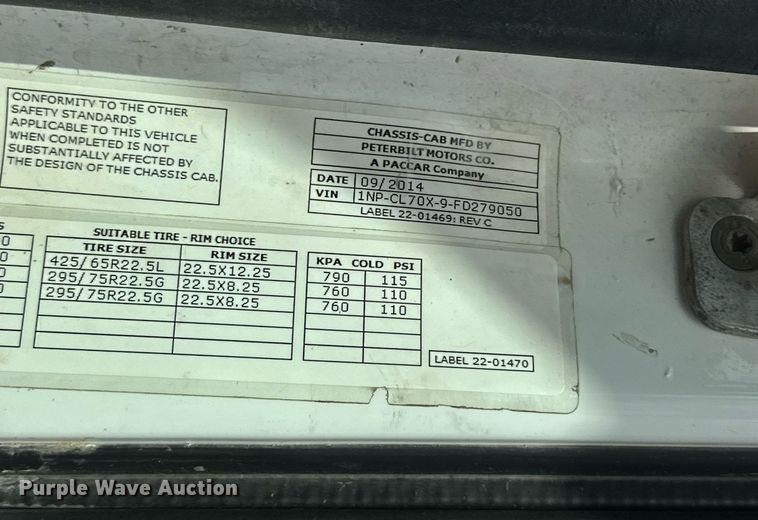 CONFORMITY TO THE OTHER
SAFETY STANDARDS
APPLICABLE TO THIS VEHICLE
WHEN COMPLETED IS NOT
SUBSTANTIALLY AFFECTED BY
THE DESIGN OF THE CHASSIS CAB.
CHASSIS-CAB MFD BY
PETERBILT MOTORS CO.
A PACCAR Company
DATE 09/2014
VIN 1NP-CL70X-9-FD279050
LABEL 22-01469: REV C
S
0
0
0
0
SUITABLE TIRE - RIM CHOICE
TIRE SIZE RIM SIZE
425/65R22.5L 22.5X12.25
295/75R22.5G 22.5X8.25
295/75R22.5G 22.5X8.25
KPA COLD PSI
790 115
760 110
760 110
LABEL 22-01470
Purple Wave Auction